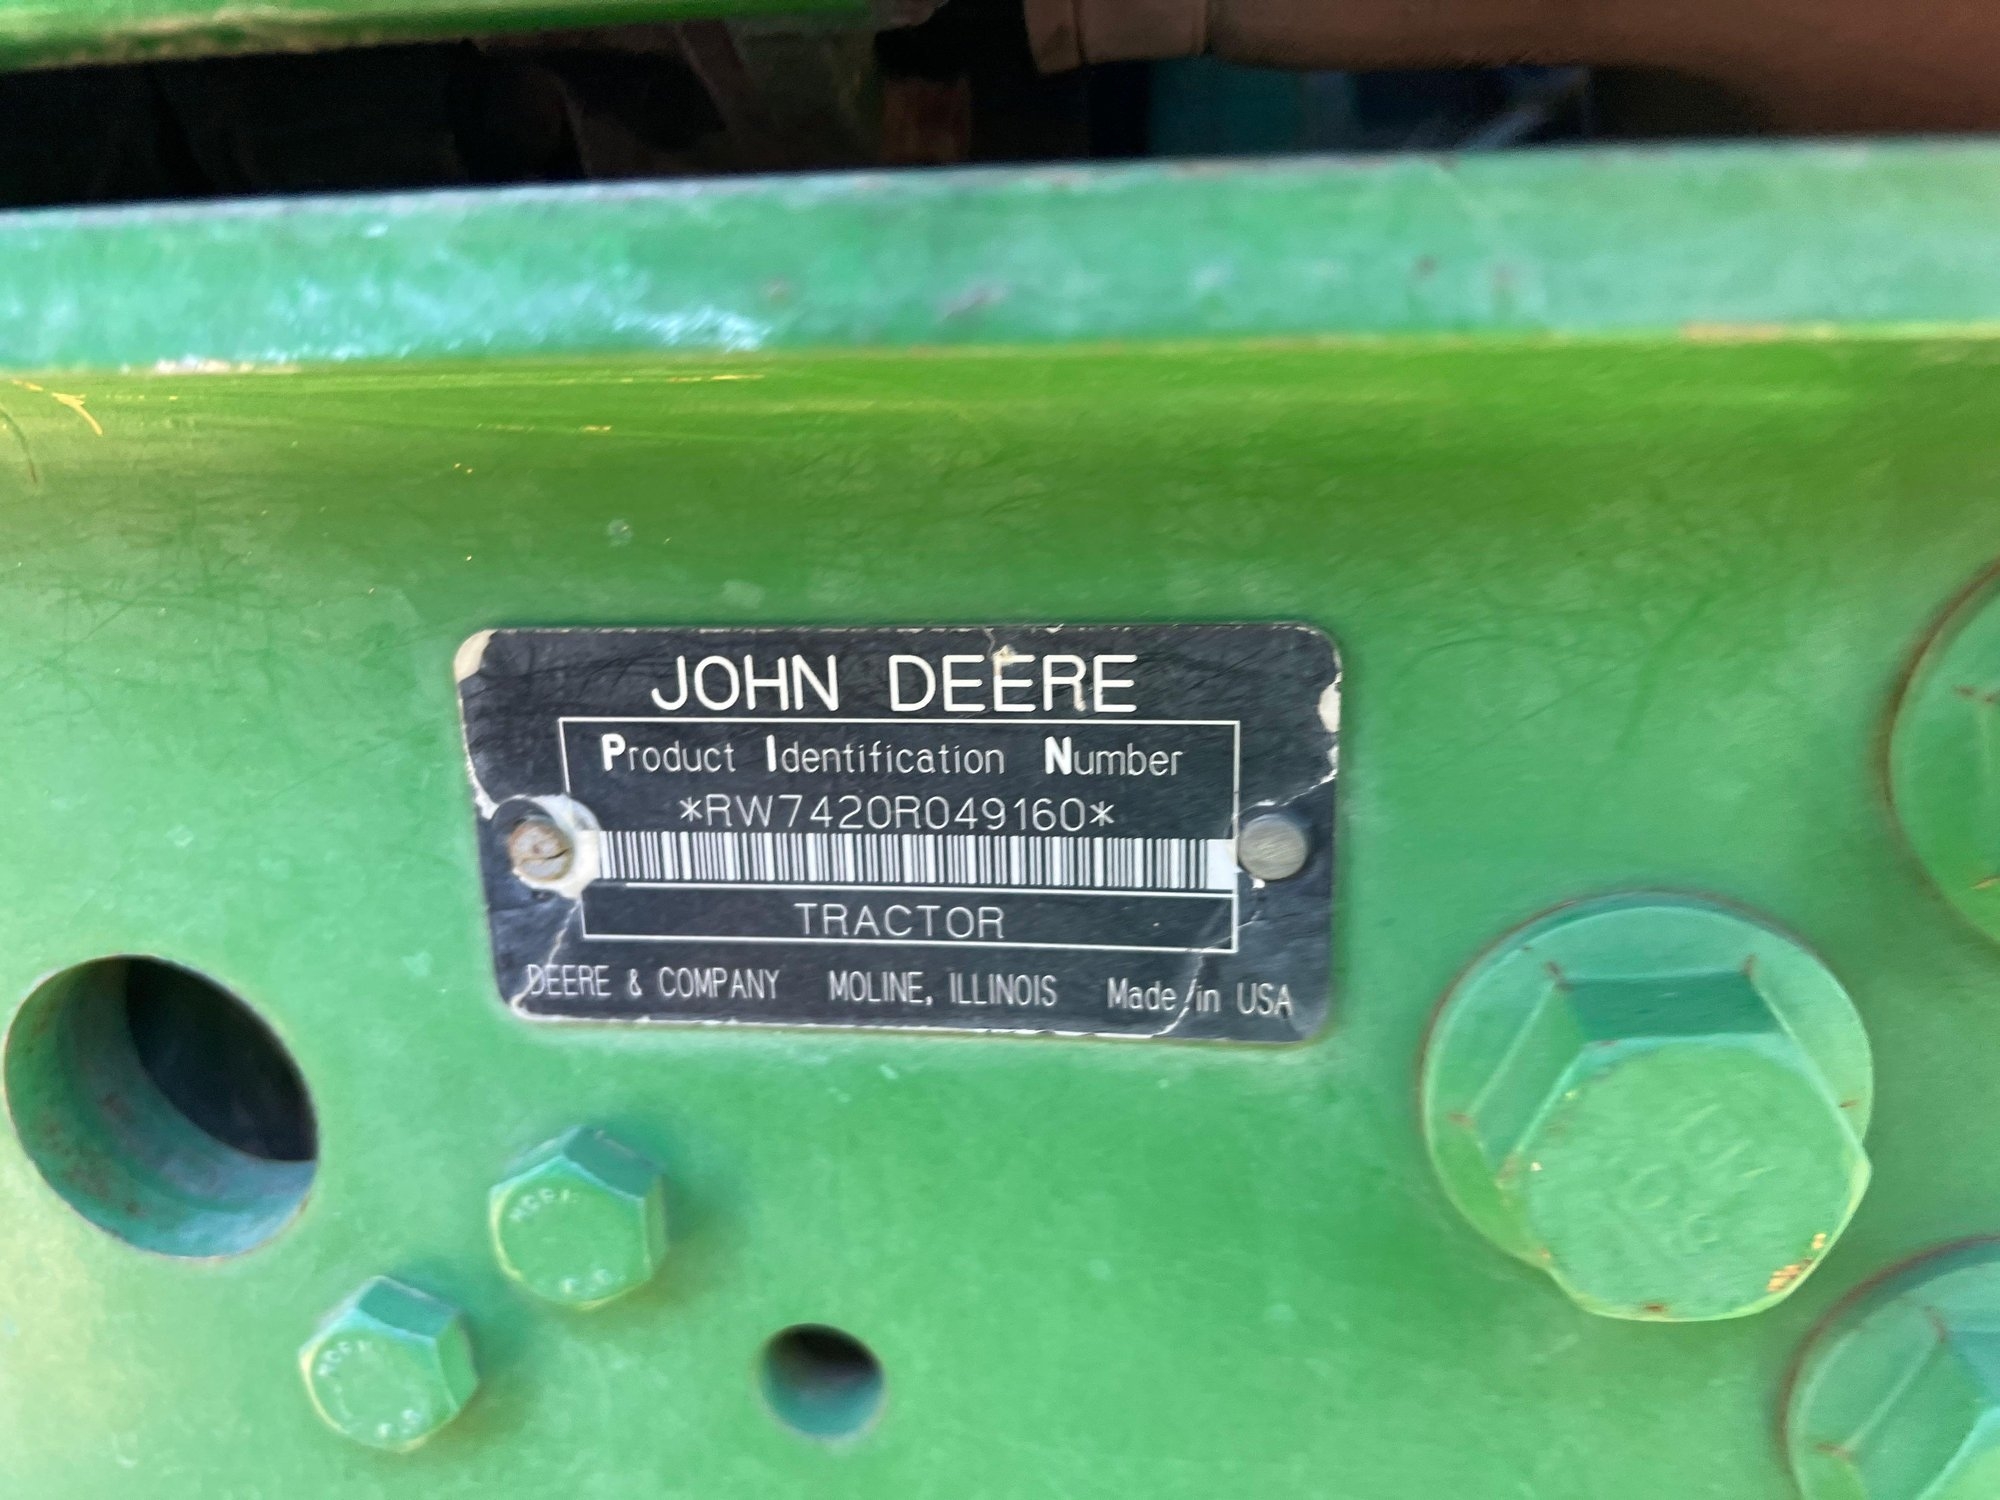 JOHN DEERE
Product Identification Number
*RW7420R049160*
TRACTOR
DEERE & COMPANY MOLINE, ILLINOIS Made in USA